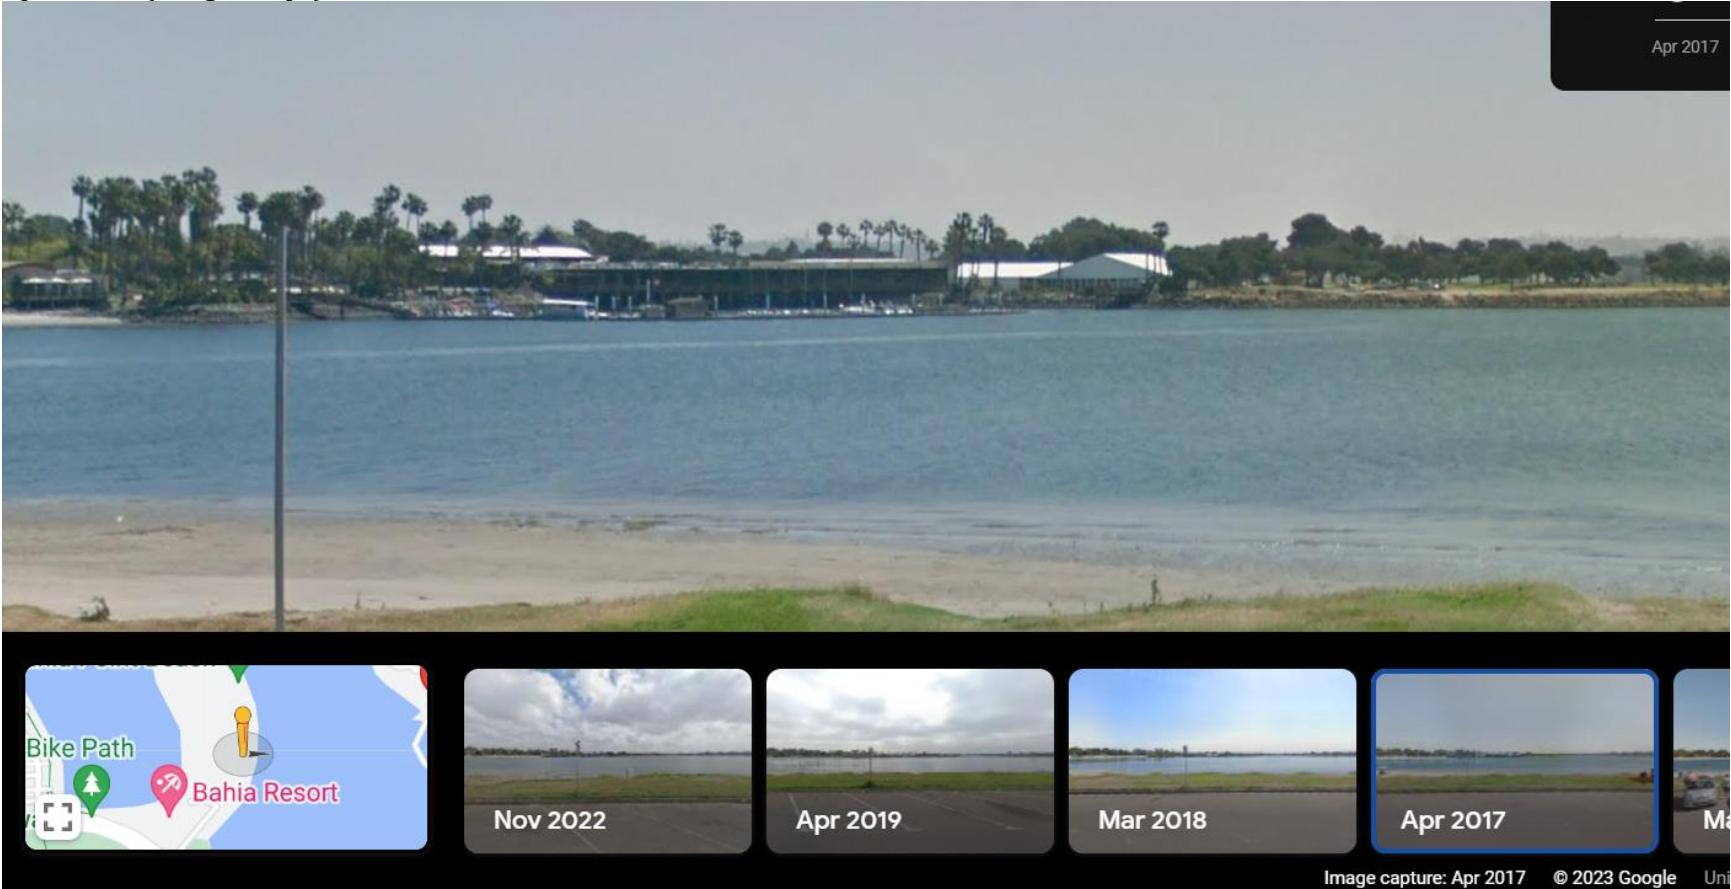 Apr 2017
Bike Path
Bahia Resort
Nov 2022
Apr 2019
Mar 2018
Apr 2017
Image capture: Apr 2017 © 2023 Google